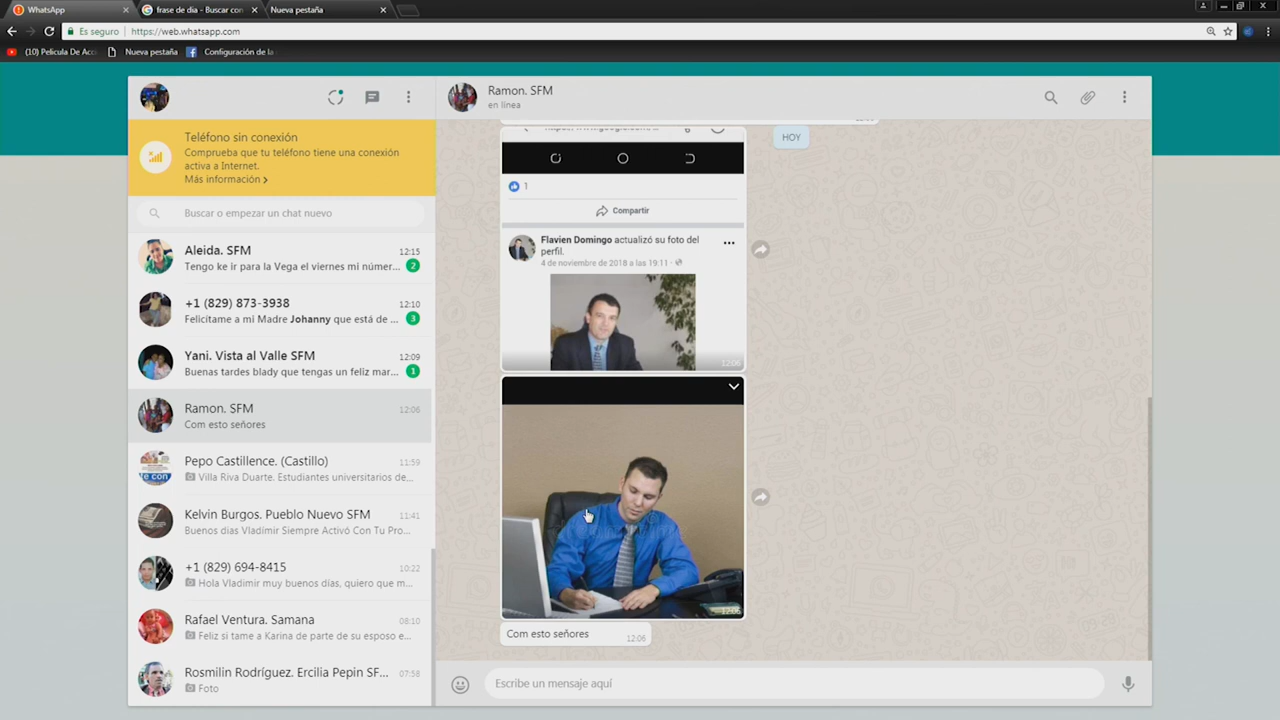 WhatsApp
frase de dia - Buscar con
Nueva pestaña
Es seguro
https://web.whatsapp.com
(10) Pelicula De Acc
Nueva pestaña
Configuración de la
Teléfono sin conexión
Comprueba que tu teléfono tiene una conexión
activa a Internet.
Más información
Buscar o empezar un chat nuevo
Aleida. SFM
12:15
Tengo ke ir para la Vega el viernes mi númer...
2
+1 (829) 873-3938
12:10
Felicítame a mi Madre Johanny que está de ...
3
Yani. Vista al Valle SFM
12:09
Buenas tardes blady que tengas un feliz mar...
1
Ramon. SFM
12:06
Com esto señores
Pepo Castillence. (Castillo)
11:59
Villa Riva Duarte. Estudiantes universitarios de...
Kelvin Burgos. Pueblo Nuevo SFM
11:41
Buenos dias Vladímir Siempre Activó Con Tu Pro...
+1 (829) 694-8415
10:22
Hola Vladimir muy buenos días, quiero que m...
Rafael Ventura. Samana
08:10
Feliz si tame a Karina de parte de su esposo e...
Rosmilin Rodríguez. Ercilia Pepin SF...
07:58
Foto
Ramon. SFM
en línea
HOY
1
Compartir
Flavien Domingo actualizó su foto del
perfil.
4 de noviembre de 2018 a las 19:11
12:06
12:06
Com esto señores
12:06
Escribe un mensaje aquí